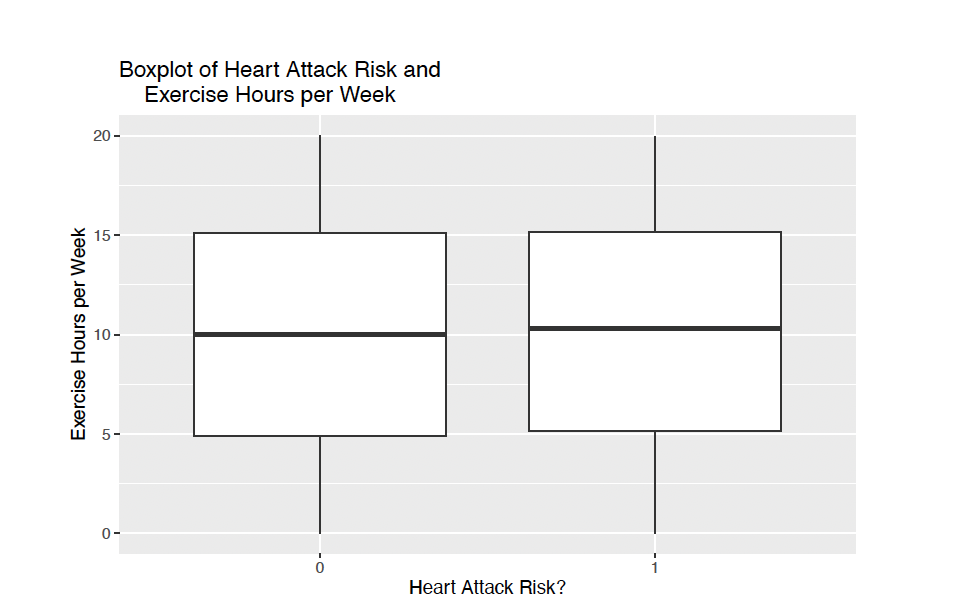 Boxplot of Heart Attack Risk and
Exercise Hours per Week
20
15
10
5
0
Exercise Hours per Week
0 1
Heart Attack Risk?